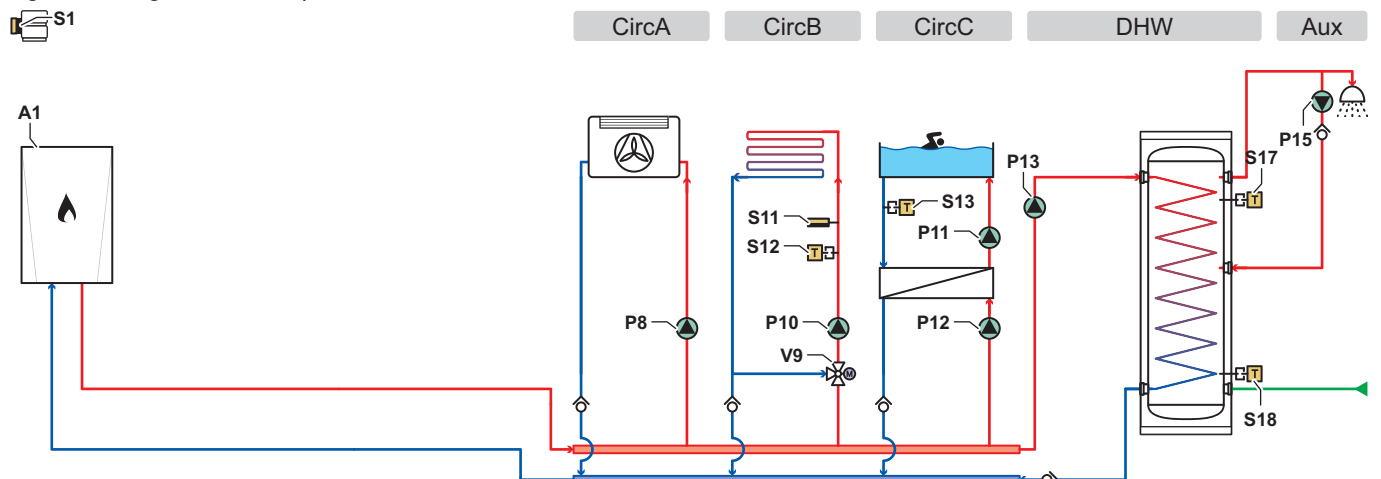 S1
CircA CircB CircC DHW Aux
A1
P15
S17
P13
S13
S11
P11
S12
P8
P10
P12
V9
M
S18
T
T
T
T